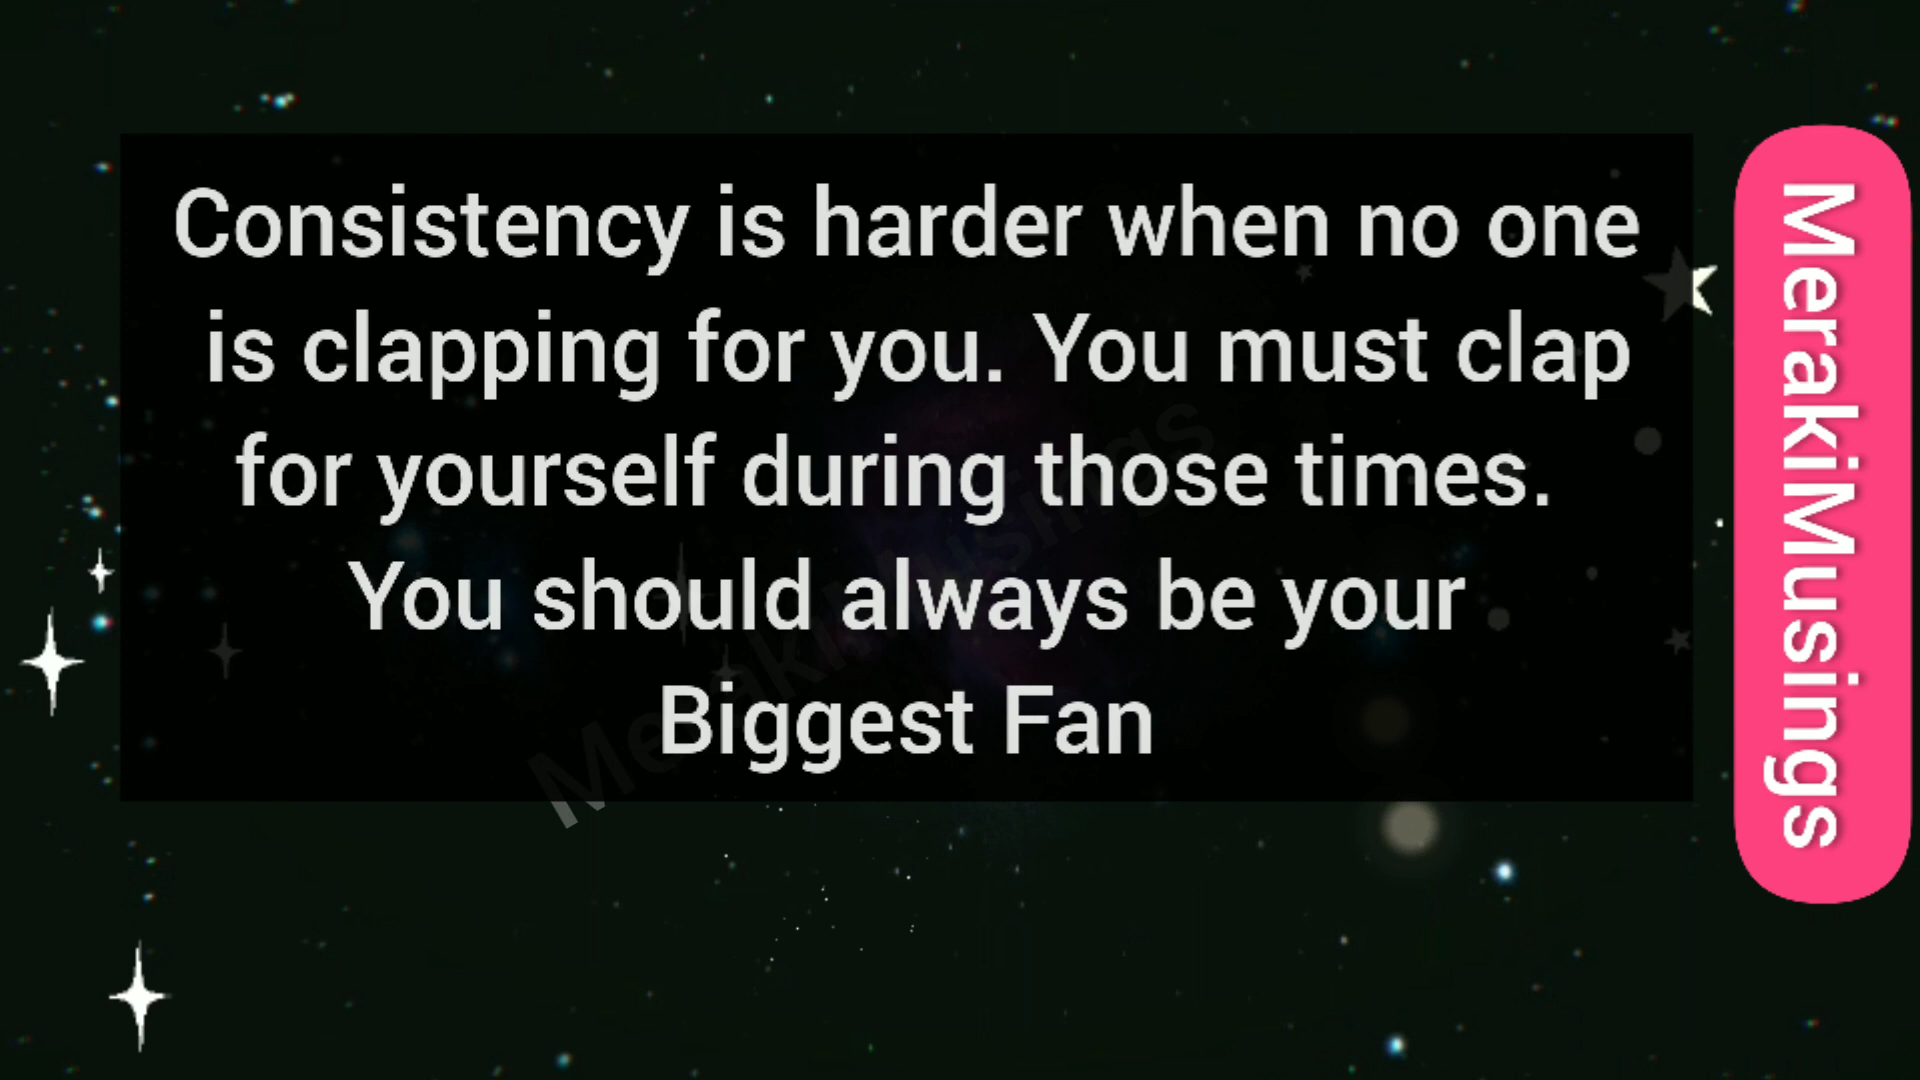 Consistency is harder when no one
is clapping for you. You must clap
for yourself during those times.
You should always be your
Biggest Fan
MerakiMusings
MerakiMusings